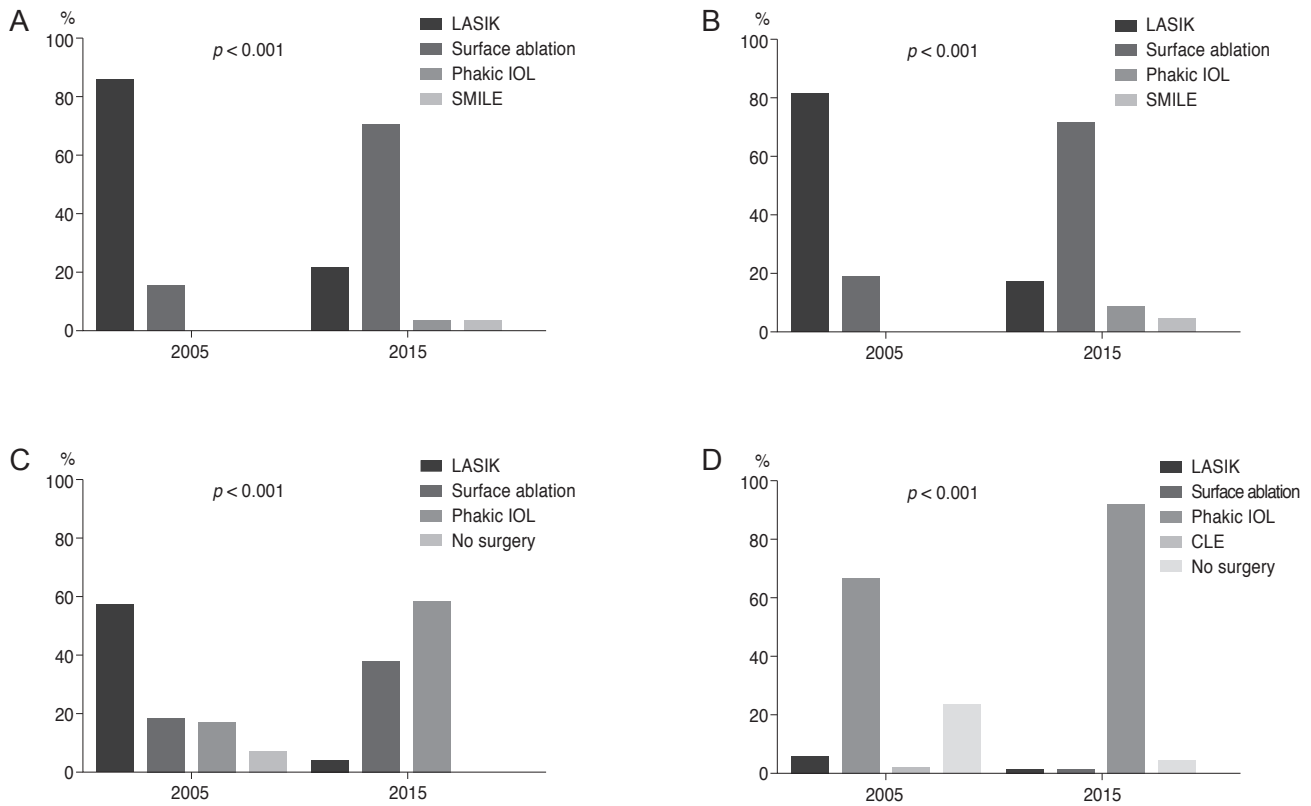 A
%
100
80
60
40
20
0
p < 0.001
LASIK
Surface ablation
Phakic IOL
SMILE
2005
2015
B
%
100
80
60
40
20
0
p < 0.001
LASIK
Surface ablation
Phakic IOL
SMILE
2005
2015
C
%
100
80
60
40
20
0
p < 0.001
LASIK
Surface ablation
Phakic IOL
No surgery
2005
2015
D
%
100
80
60
40
20
0
p < 0.001
LASIK
Surface ablation
Phakic IOL
CLE
No surgery
2005
2015